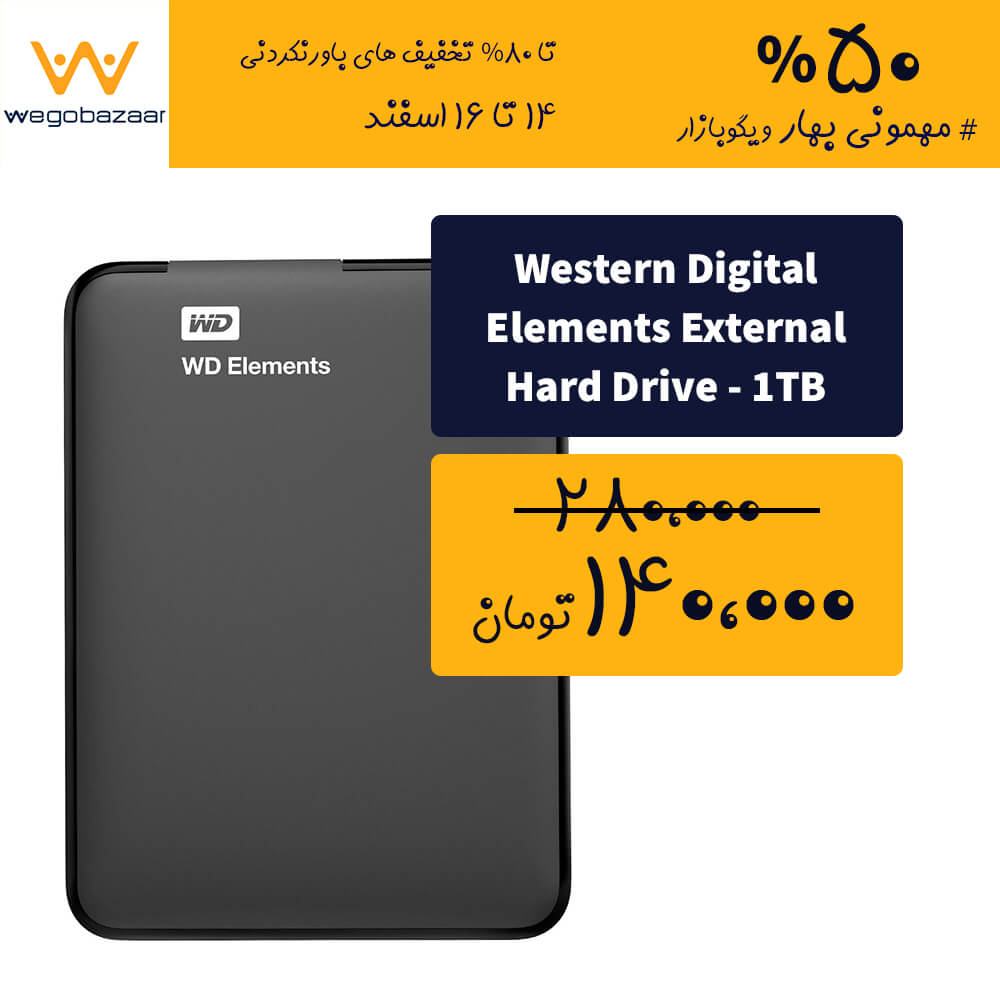 wegobazaar
%۵۰
# مهمونی بهار ویگوبازار
تا ۸۰% تخفیف های باورنکردنی
۱۴ تا ۱۶ اسفند
WD
WD Elements
Western Digital
Elements External
Hard Drive - 1TB
۲۸۰,۰۰۰
۱۴۰,۰۰۰ تومان